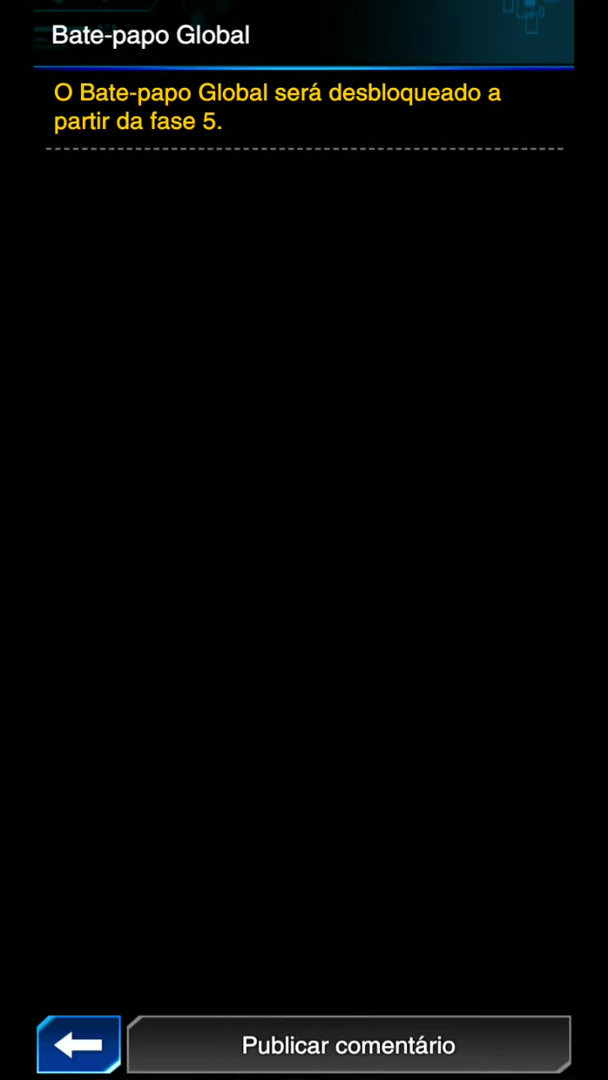 Bate-papo Global
O Bate-papo Global será desbloqueado a
partir da fase 5.
Publicar comentário